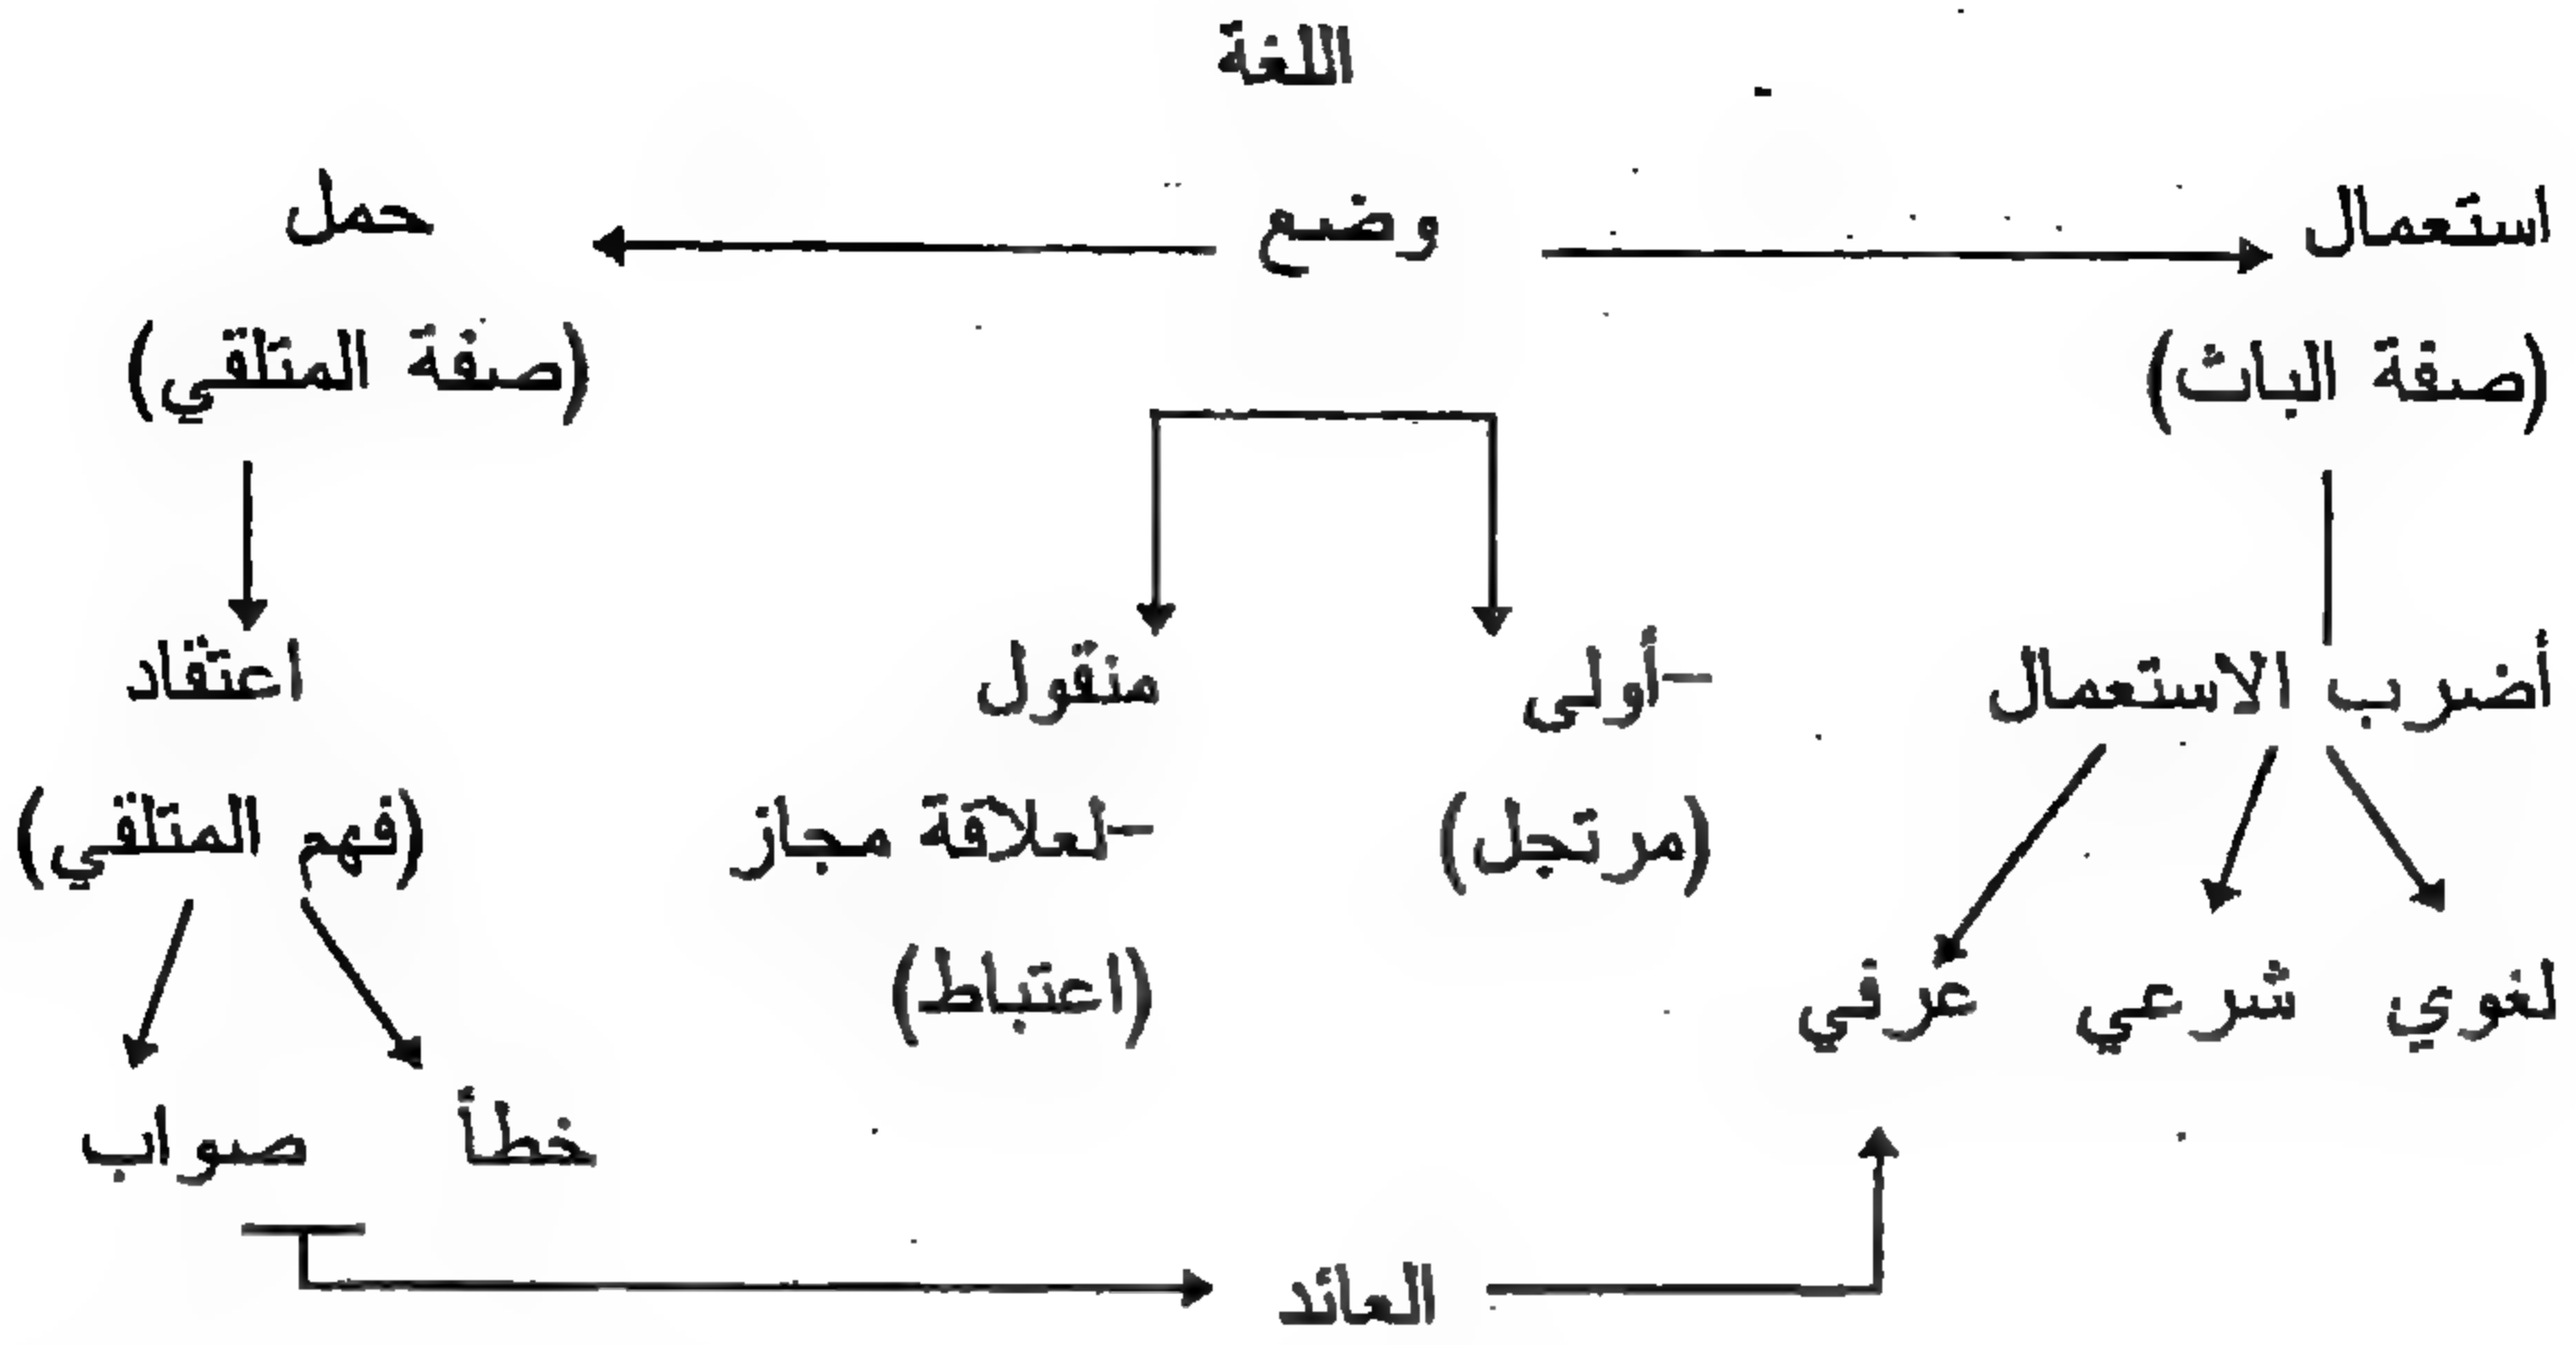 اللغة
استعمال وضع حمل
(صفة الباث) (صفة المتلقي)
أضرب الاستعمال -أولى منقول اعتقاد
(مرتجل) -لعلاقة مجاز (فهم المتلقي)
لغوي شرعي عرفي (اعتباط)
خطأ صواب
العائد